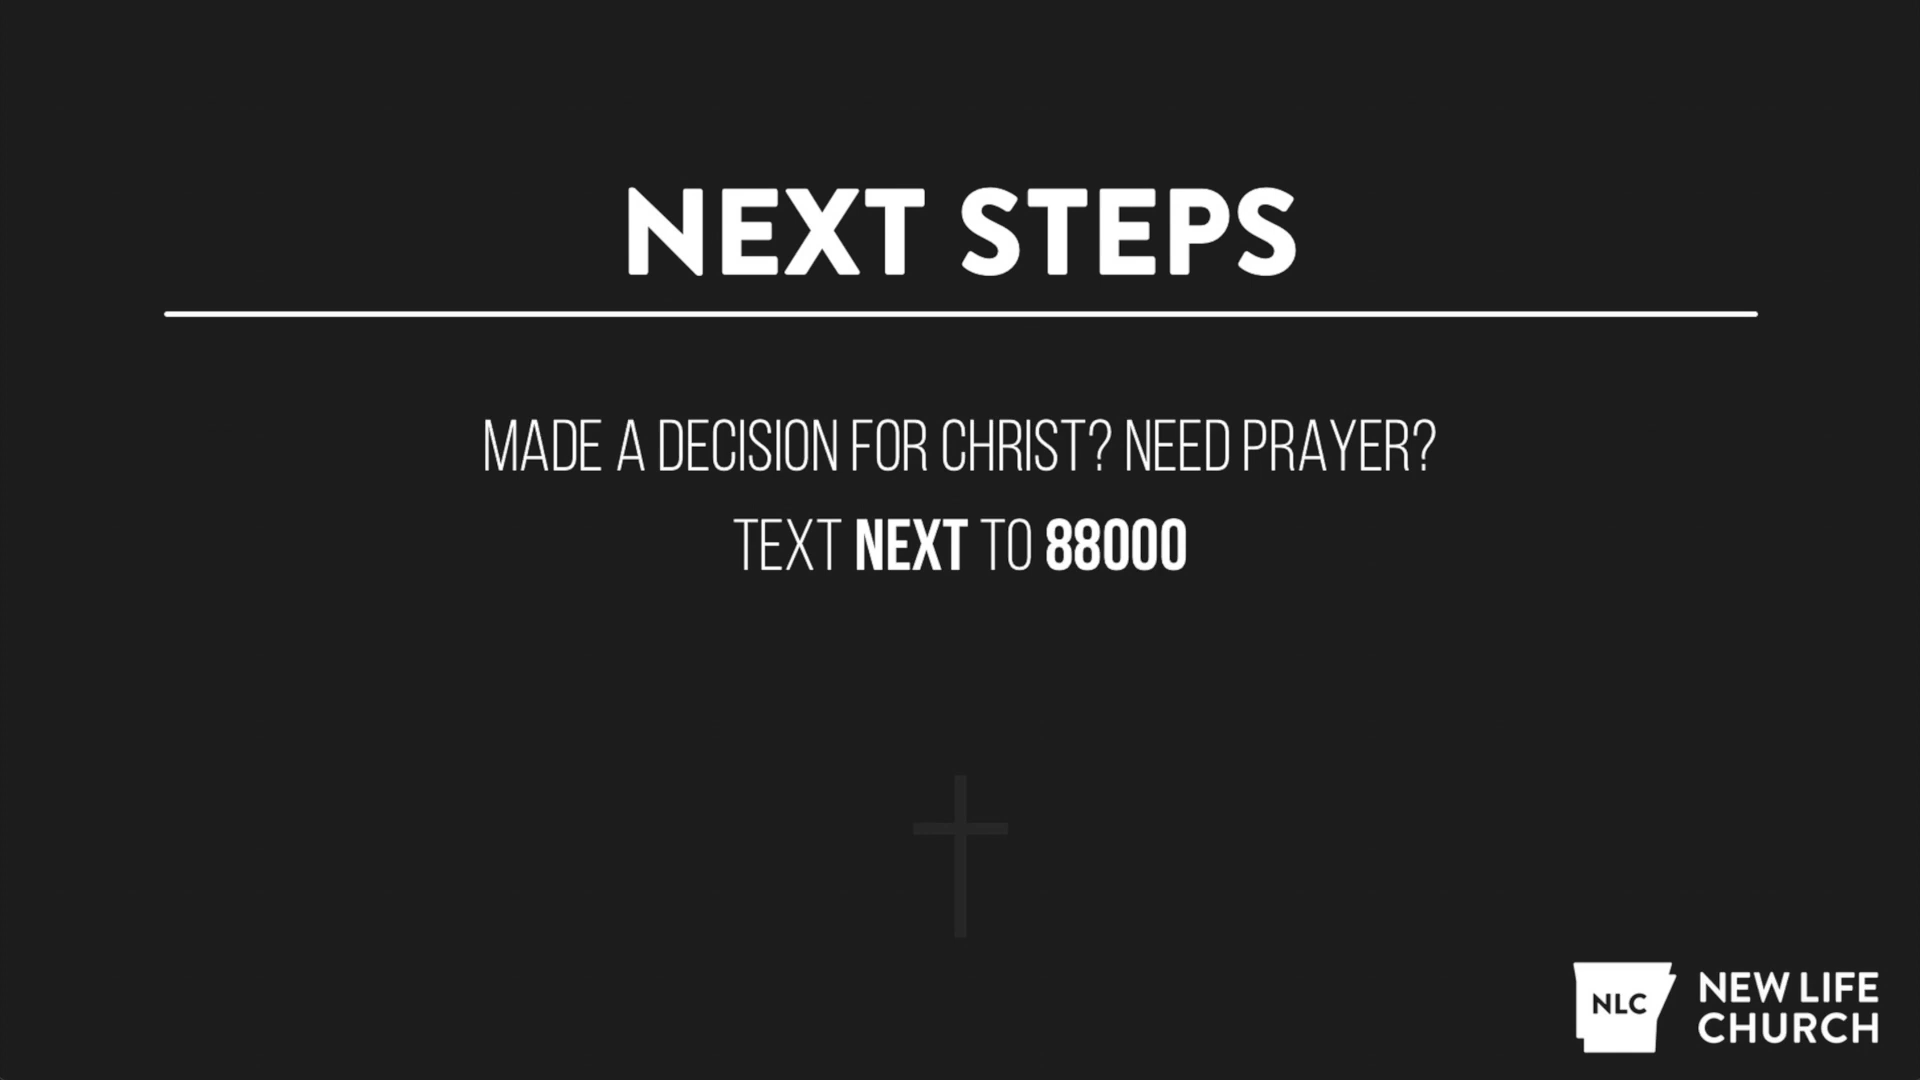 NEXT STEPS
MADE A DECISION FOR CHRIST? NEED PRAYER?
TEXT NEXT TO 88000
NLC
NEW LIFE
CHURCH